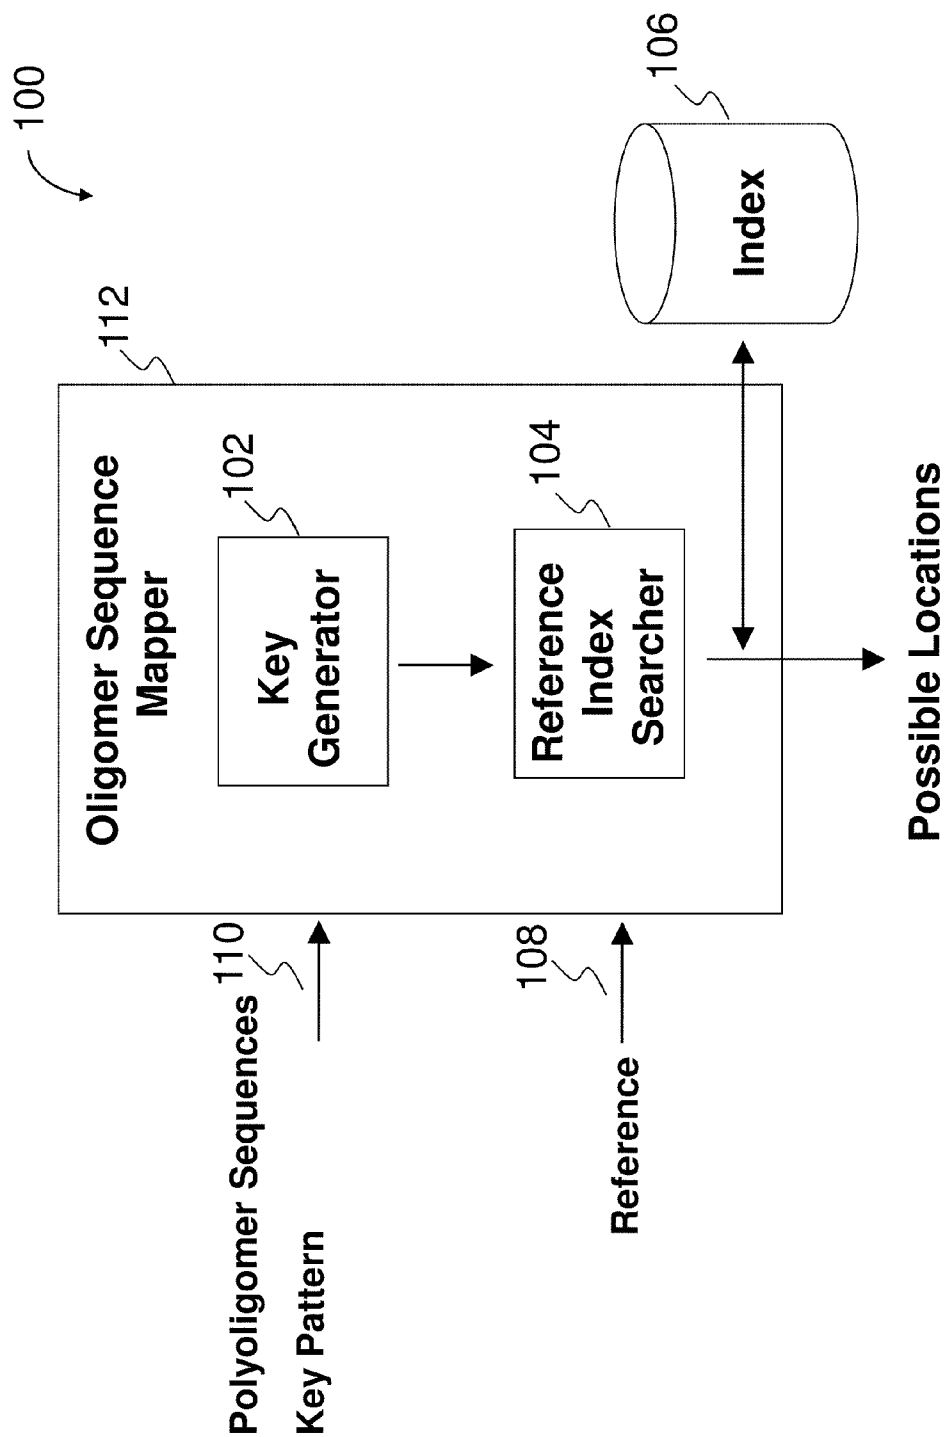 100
112
106
Oligomer Sequence
Mapper
Polyoligomer Sequences
110
Key Pattern
102
Key
Generator
108
Reference
104
Reference
Index
Searcher
Index
Possible Locations